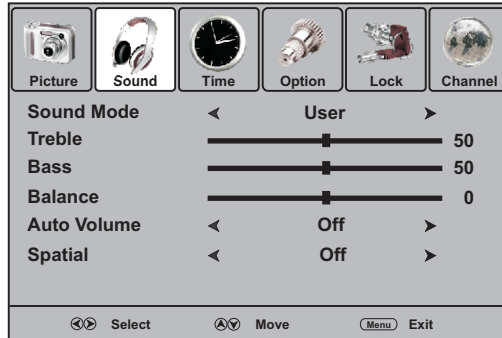 Picture Sound Time Option Lock Channel
Sound Mode User
Treble 50
Bass 50
Balance 0
Auto Volume Off
Spatial Off
Select Move Menu Exit